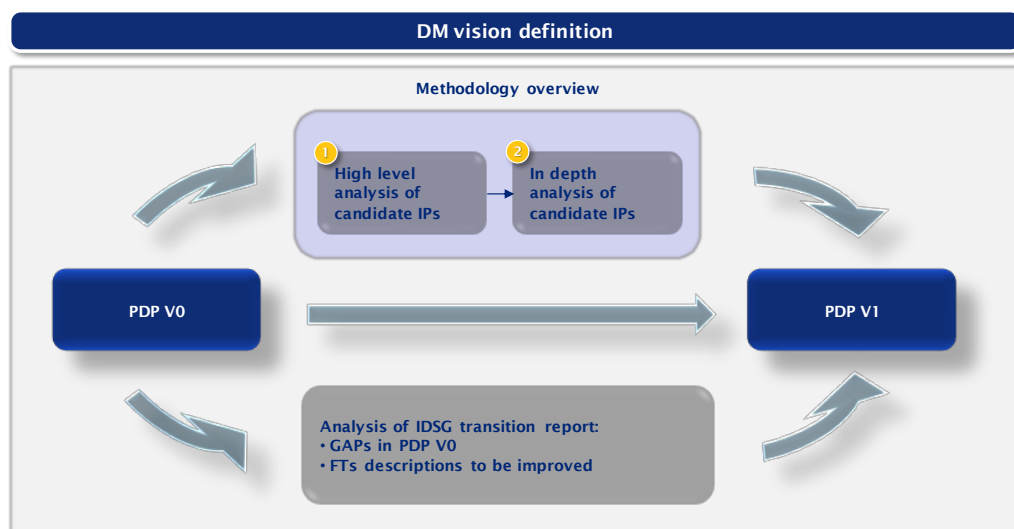 DM vision definition
Methodology overview
1
High level
analysis of
candidate IPs
2
In depth
analysis of
candidate IPs
PDP V0
PDP V1
Analysis of IDSG transition report:
• GAPs in PDP V0
• FTs descriptions to be improved